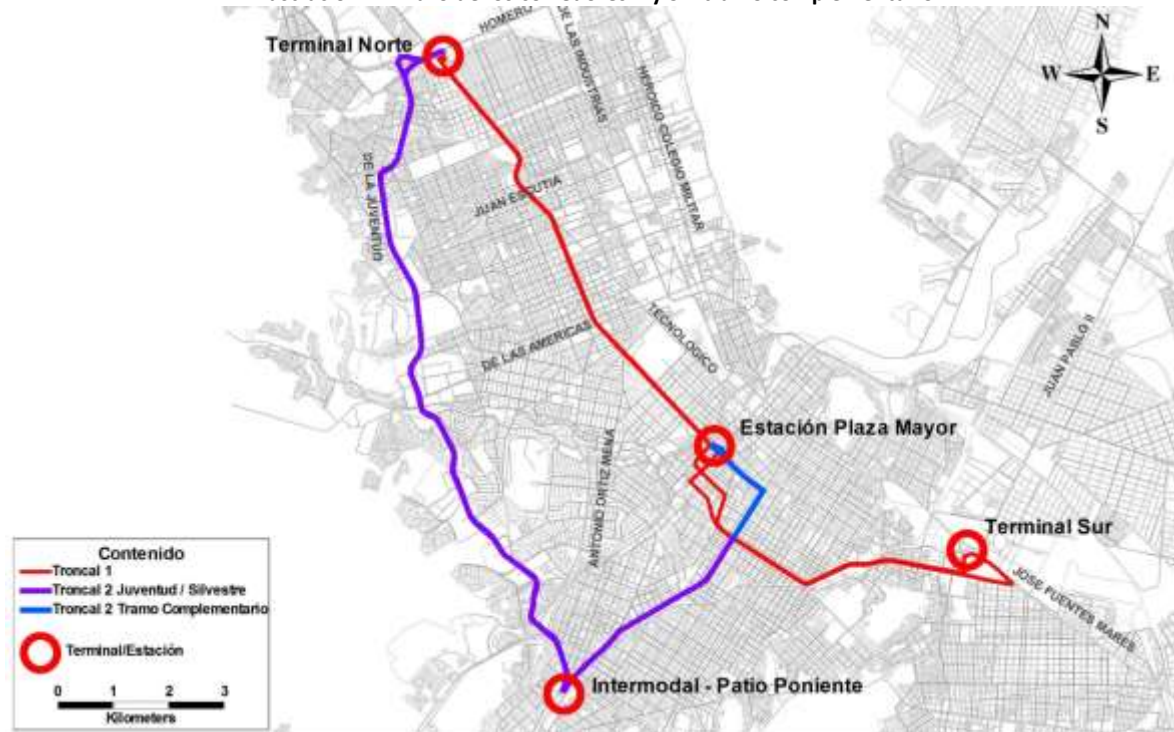 Terminal Norte
HOMERO
DE LAS INDUSTRIAS
HEROICO COLEGIO MILITAR
N
W E
S
DE LA JUVENTUD
JUAN ESCUTIA
TECNOLOGICO
DE LAS AMERICAS
JUAN PABLO II
Estación Plaza Mayor
ANTONIO ORTIZ MENA
Terminal Sur
JOSE FUENTES MARES
Intermodal - Patio Poniente
Contenido
Troncal 1
Troncal 2 Juventud / Silvestre
Troncal 2 Tramo Complementario
Terminal/Estación
0 1 2 3
Kilometers